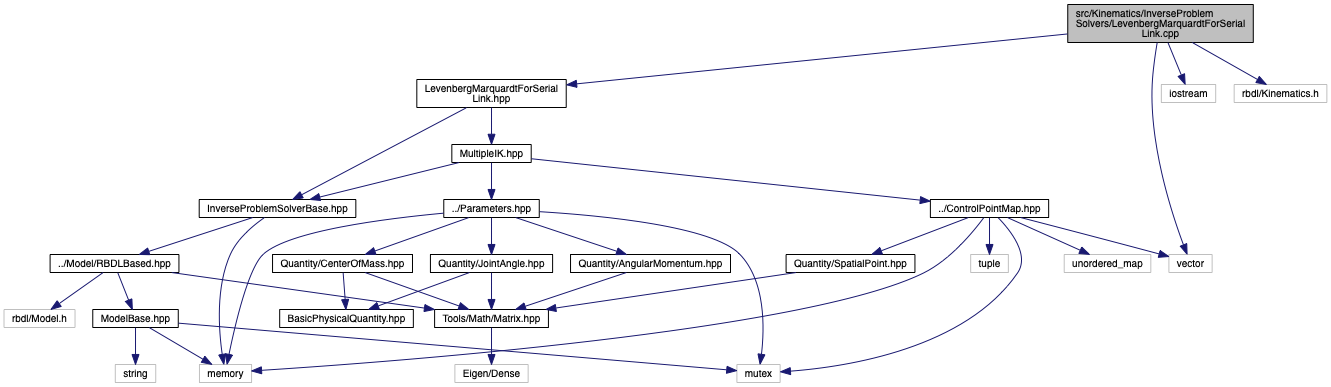 src/Kinematics/InverseProblem
Solvers/LevenbergMarquardtForSerial
Link.cpp
LevenbergMarquardtForSerial
Link.hpp
iostream
rbdl/Kinematics.h
MultipleIK.hpp
InverseProblemSolverBase.hpp
../Parameters.hpp
../ControlPointMap.hpp
../Model/RBDLBased.hpp
Quantity/CenterOfMass.hpp
Quantity/JointAngle.hpp
Quantity/AngularMomentum.hpp
Quantity/SpatialPoint.hpp
tuple
unordered_map
vector
rbdl/Model.h
ModelBase.hpp
BasicPhysicalQuantity.hpp
Tools/Math/Matrix.hpp
string
memory
Eigen/Dense
mutex